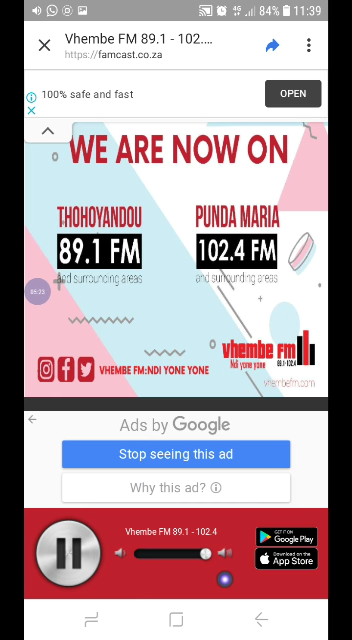 84% 11:39
Vhembe FM 89.1 - 102....
https://famcast.co.za
100% safe and fast
OPEN
WE ARE NOW ON
THOHOYANDOU
89.1 FM
and surrounding areas
PUNDA MARIA
102.4 FM
and surrounding areas
05:23
vhembe fm
89.1-102.4
Ndi yone yone
VHEMBE FM:NDI YONE YONE
vhembefm.com
Ads by Google
Stop seeing this ad
Why this ad?
Vhembe FM 89.1 - 102.4
GET IT ON
Google Play
Download on the
App Store